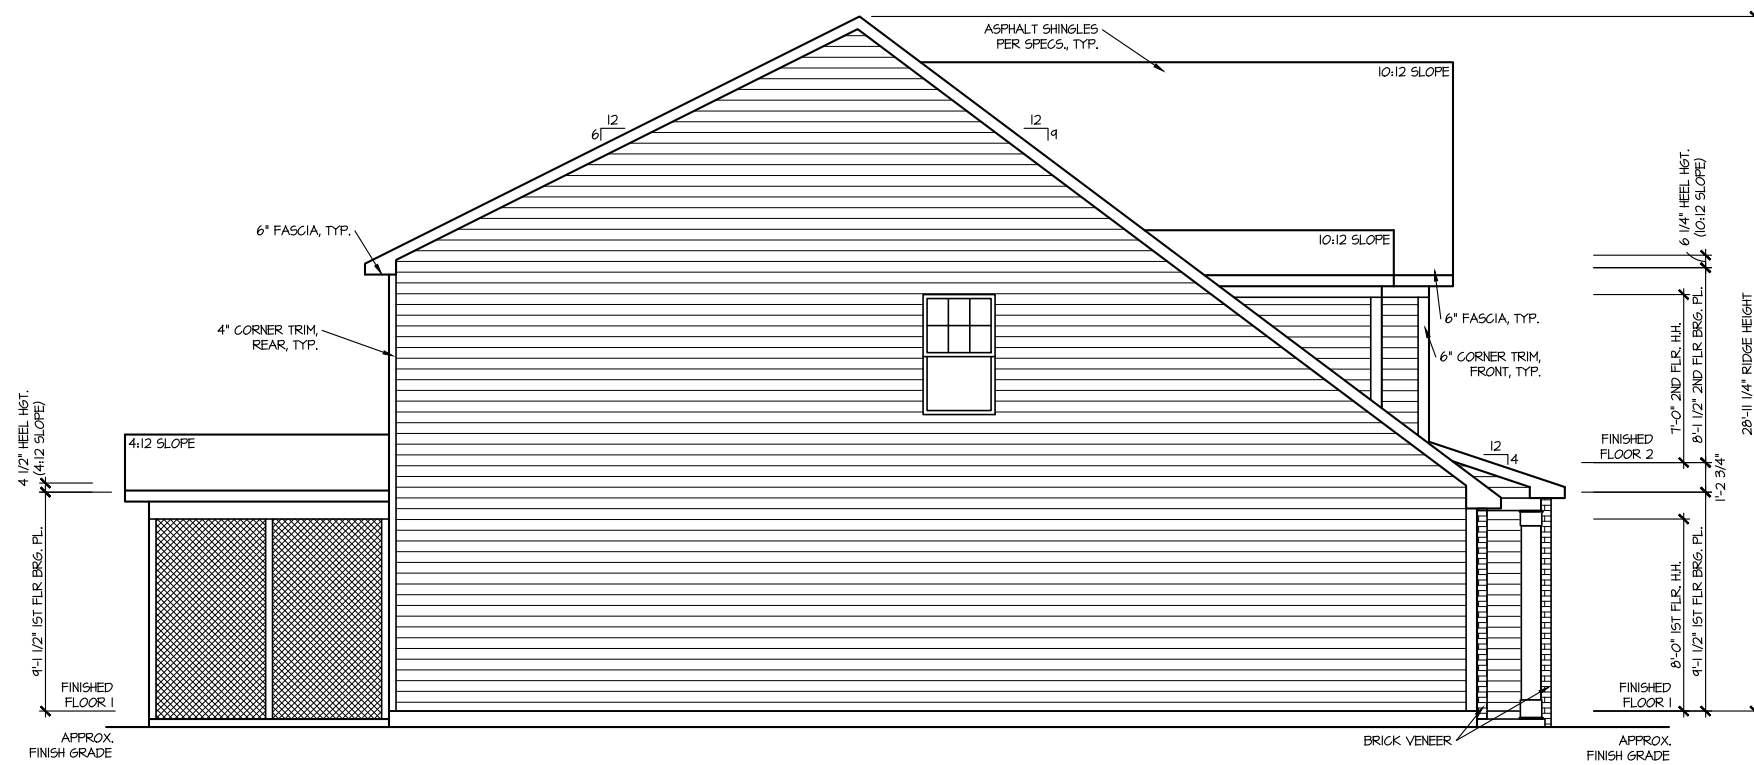 ASPHALT SHINGLES
PER SPECS., TYP.
10:12 SLOPE
12
6
12
9
6" FASCIA, TYP.
10:12 SLOPE
6 1/4" HEEL HGT.
(10:12 SLOPE)
4" CORNER TRIM,
REAR, TYP.
6" FASCIA, TYP.
6" CORNER TRIM,
FRONT, TYP.
7'-0" 2ND FLR. H.H.
8'-1 1/2" 2ND FLR BRG. PL.
28'-11 1/4" RIDGE HEIGHT
4 1/2" HEEL HGT.
(4:12 SLOPE)
4:12 SLOPE
12
4
FINISHED
FLOOR 2
1'-2 3/4"
9'-1 1/2" 1ST FLR BRG. PL.
8'-0" 1ST FLR. H.H.
9'-1 1/2" 1ST FLR BRG. PL.
FINISHED
FLOOR 1
FINISHED
FLOOR 1
APPROX.
FINISH GRADE
BRICK VENEER
APPROX.
FINISH GRADE